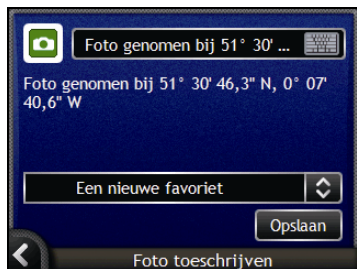 Foto genomen bij 51° 30' ...
Foto genomen bij 51° 30' 46,3" N, 0° 07'
40,6" W
Een nieuwe favoriet
Opslaan
Foto toeschrijven